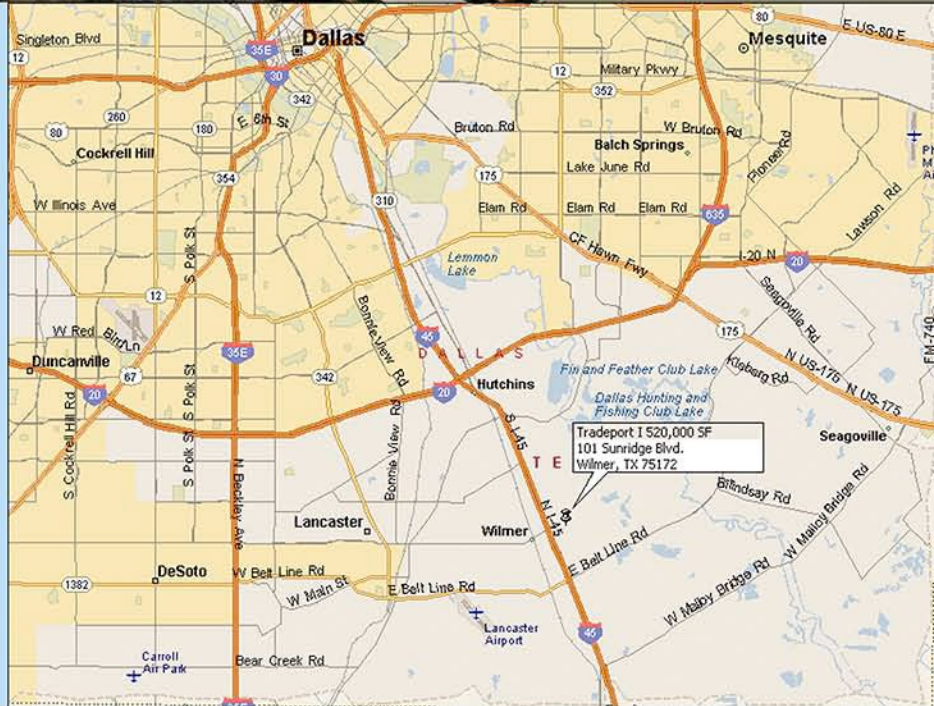 80
E US-80 E
Singleton Blvd
35E
Dallas
Mesquite
12
30
12
Military Pkwy
342
352
260
E 6th St
80
180
Bruton Rd
W Bruton Rd
Cockrell Hill
Balch Springs
Pioneer Rd
Lake June Rd
354
175
W Illinois Ave
310
Elam Rd
Elam Rd
Elam Rd
635
Lawson Rd
S Polk St
CF Hawn Fwy
Lemmon
Lake
I-20 N
20
12
Bonnie View Rd
Seagoville Rd
W Red Bird Ln
45
175
FM-740
Duncanville
35E
DALLAS
N US-175
N US-175
67
342
Fin and Feather Club Lake
Kleberg Rd
20
20
Hutchins
S Polk St
Dallas Hunting and
Fishing Club Lake
S Cockrell Hill Rd
S Polk St
Bonnie View Rd
S I-45
Seagoville
Tradeport I 520,000 SF
101 Sunridge Blvd.
Wilmer, TX 75172
TE
N Beckley Ave
N I-45
Lancaster
Wilmer
W Malloy Bridge Rd
E Belt Line Rd
DeSoto
W Belt Line Rd
1382
W Main St
E Belt Line Rd
W Malloy Bridge Rd
Lancaster
Airport
45
Carroll
Air Park
Bear Creek Rd